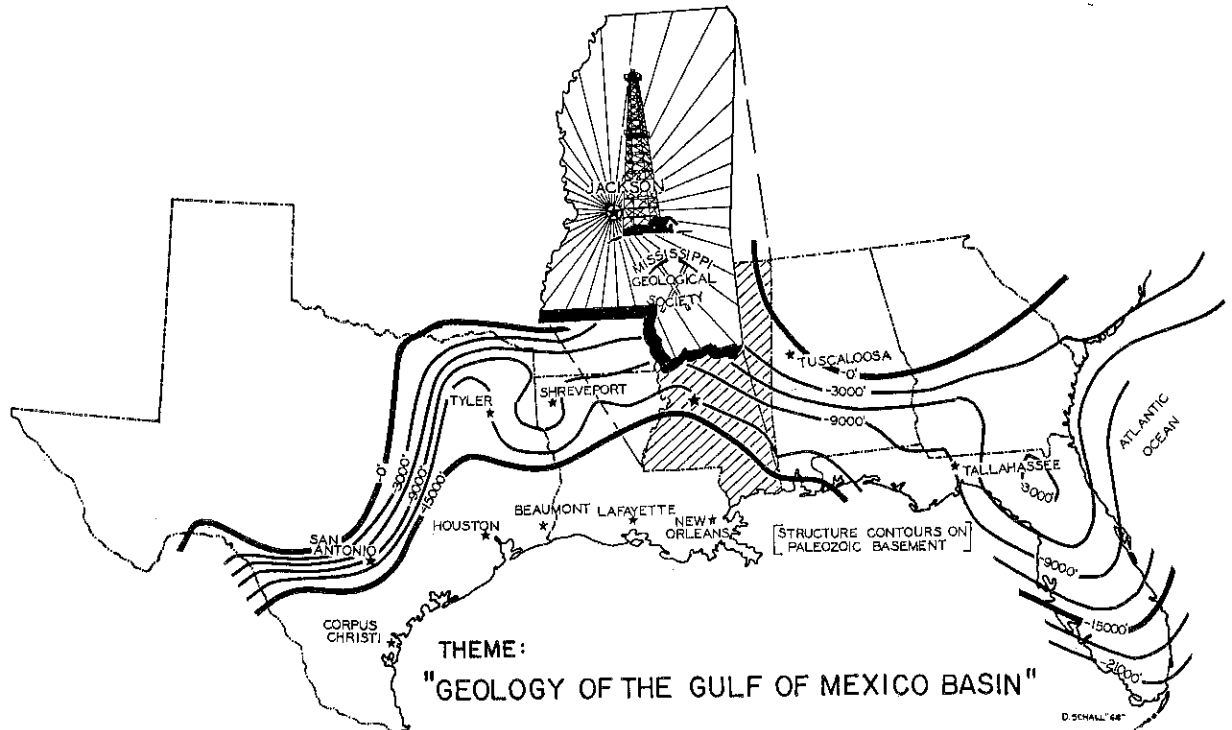 JACKSON
MISSISSIPPI
GEOLOGICAL
SOCIETY
TUSCALOOSA
-0'
-3000'
-9000'
SHREVEPORT
TYLER
-0'
-3000'
-9000'
-15000'
ATLANTIC
OCEAN
TALLAHASSEE
-3000'
SAN
ANTONIO
HOUSTON
BEAUMONT
LAFAYETTE
NEW
ORLEANS
[STRUCTURE CONTOURS ON
PALEOZOIC BASEMENT]
-9000'
-15000'
-21000'
CORPUS
CHRISTI
THEME:
"GEOLOGY OF THE GULF OF MEXICO BASIN"
D. SCHALL "68"